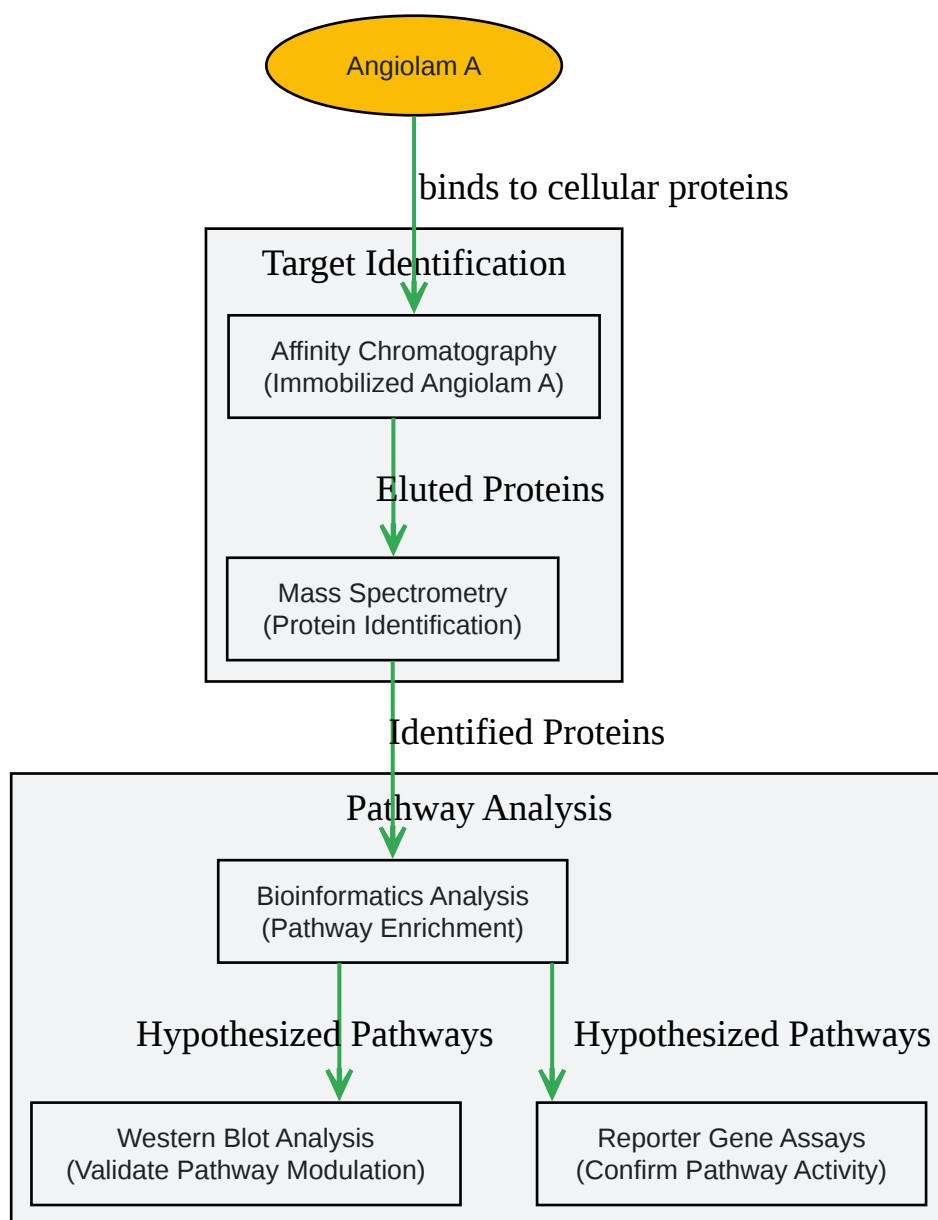 Angiolam A
binds to cellular proteins
Target Identification
Affinity Chromatography
(Immobilized Angiolam A)
Eluted Proteins
Mass Spectrometry
(Protein Identification)
Identified Proteins
Pathway Analysis
Bioinformatics Analysis
(Pathway Enrichment)
Hypothesized Pathways
Hypothesized Pathways
Western Blot Analysis
(Validate Pathway Modulation)
Reporter Gene Assays
(Confirm Pathway Activity)